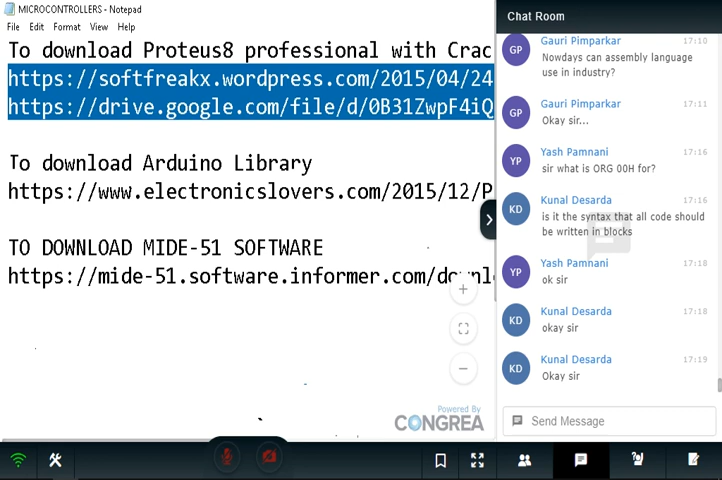 MICROCONTROLLERS - Notepad
File Edit Format View Help
To download Proteus8 professional with Crac
https://softfreakx.wordpress.com/2015/04/24
https://drive.google.com/file/d/0B31ZwpF4iQ
To download Arduino Library
https://www.electronicslovers.com/2015/12/P
TO DOWNLOAD MIDE-51 SOFTWARE
https://mide-51.software.informer.com/downl
Powered By
CONGREA
Chat Room
GP Gauri Pimparkar 17:10
Nowdays can assembly language
use in industry?
GP Gauri Pimparkar 17:11
Okay sir...
YP Yash Pamnani 17:16
sir what is ORG 00H for?
KD Kunal Desarda 17:16
is it the syntax that all code should
be written in blocks
YP Yash Pamnani 17:18
ok sir
KD Kunal Desarda 17:18
okay sir
KD Kunal Desarda 17:19
Okay sir
Send Message